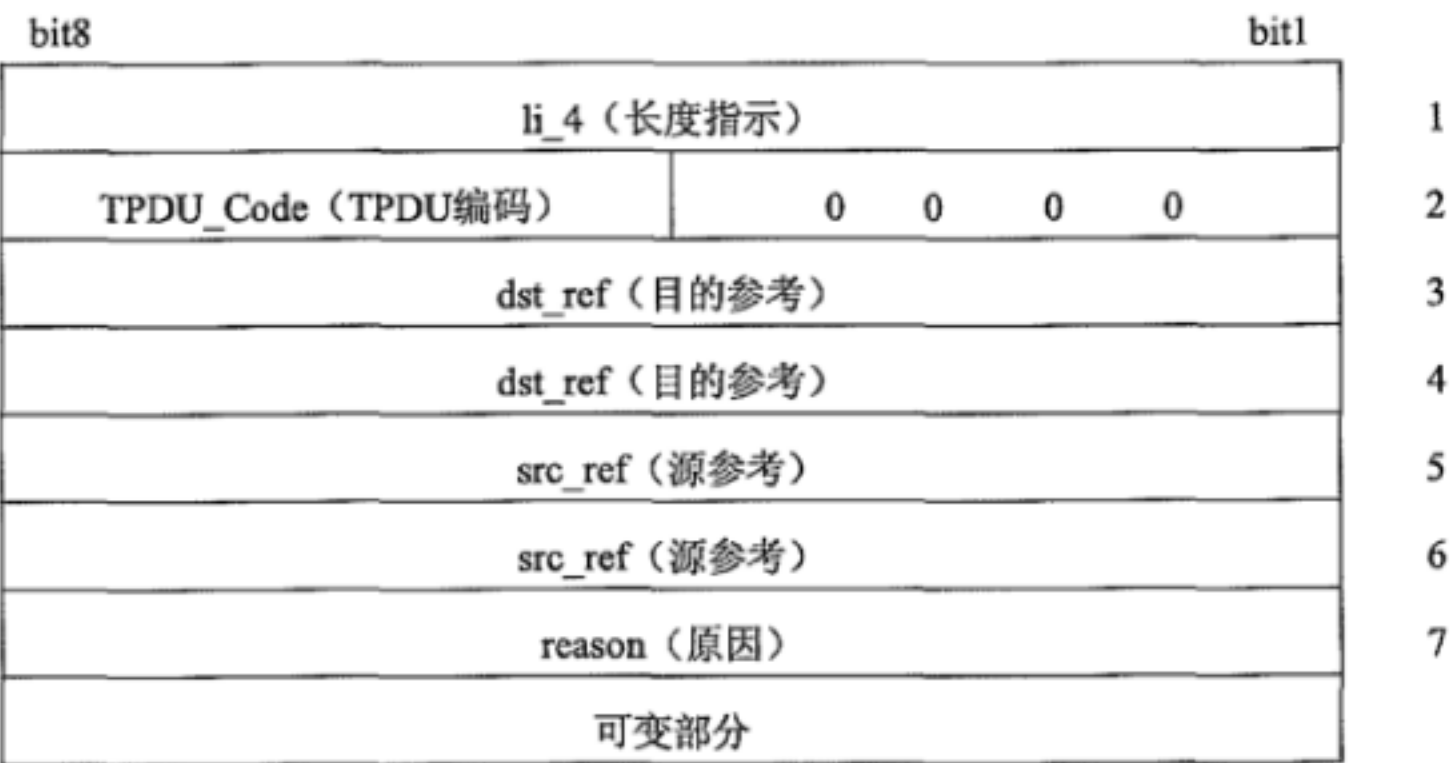 bit8 bit1
li_4（长度指示） 1
TPDU_Code（TPDU编码） 0 0 0 0 2
dst_ref（目的参考） 3
dst_ref（目的参考） 4
src_ref（源参考） 5
src_ref（源参考） 6
reason（原因） 7
可变部分